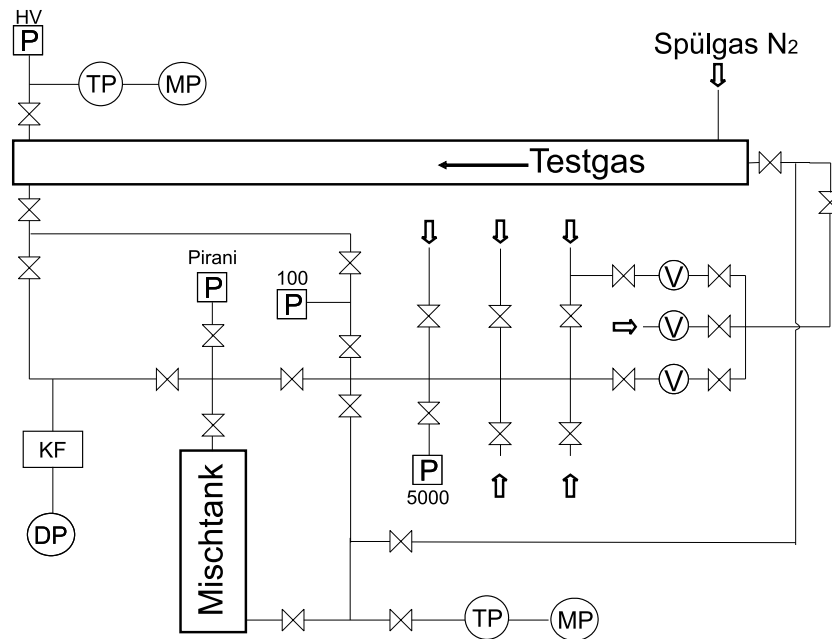 HV
P
TP
MP
Spülgas N2
Testgas
Pirani
P
100
P
V
V
V
KF
DP
P
5000
Mischtank
TP
MP